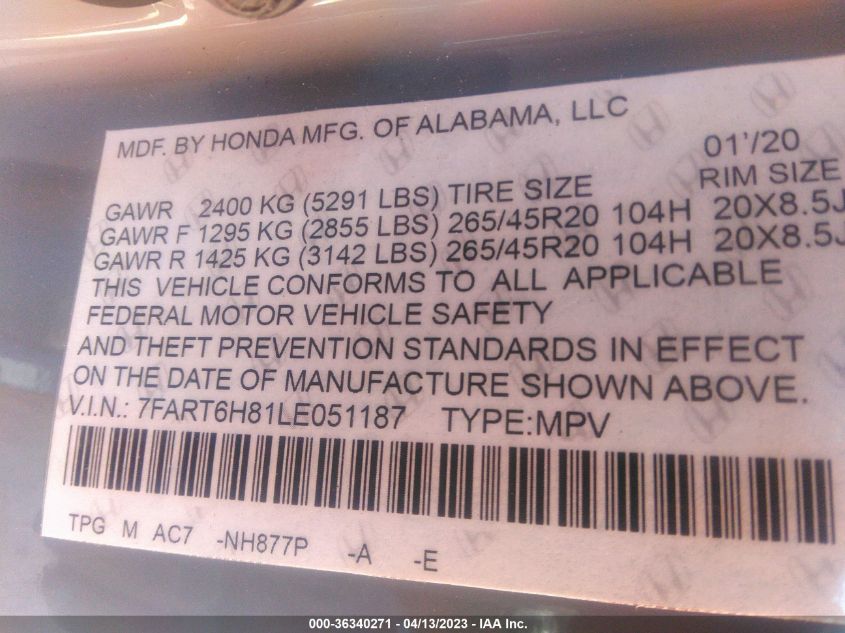 MDF. BY HONDA MFG. OF ALABAMA, LLC 01'/20
GAWR 2400 KG (5291 LBS) TIRE SIZE RIM SIZE
GAWR F 1295 KG (2855 LBS) 265/45R20 104H 20X8.5J
GAWR R 1425 KG (3142 LBS) 265/45R20 104H 20X8.5J
THIS VEHICLE CONFORMS TO ALL APPLICABLE
FEDERAL MOTOR VEHICLE SAFETY
AND THEFT PREVENTION STANDARDS IN EFFECT
ON THE DATE OF MANUFACTURE SHOWN ABOVE.
V.I.N.: 7FART6H81LE051187 TYPE:MPV
TPG M AC7 -NH877P -A -E
000-36340271 / 04/13/2023 - IAA Inc.